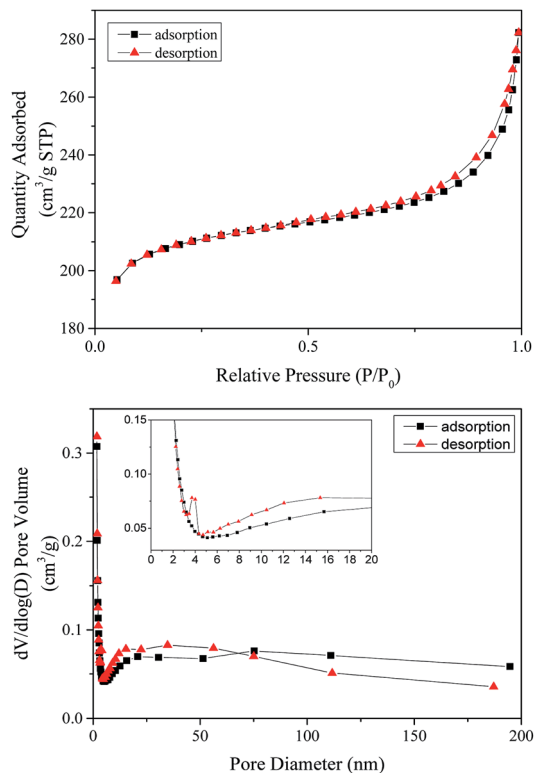 280
260
240
220
200
180
Quantity Adsorbed
(cm³/g STP)
adsorption
desorption
0.0
0.5
1.0
Relative Pressure (P/P₀)
0.3
0.2
0.1
0.0
dV/dlog(D) Pore Volume
(cm³/g)
0.15
0.10
0.05
0 2 4 6 8 10 12 14 16 18 20
adsorption
desorption
0 50 100 150 200
Pore Diameter (nm)